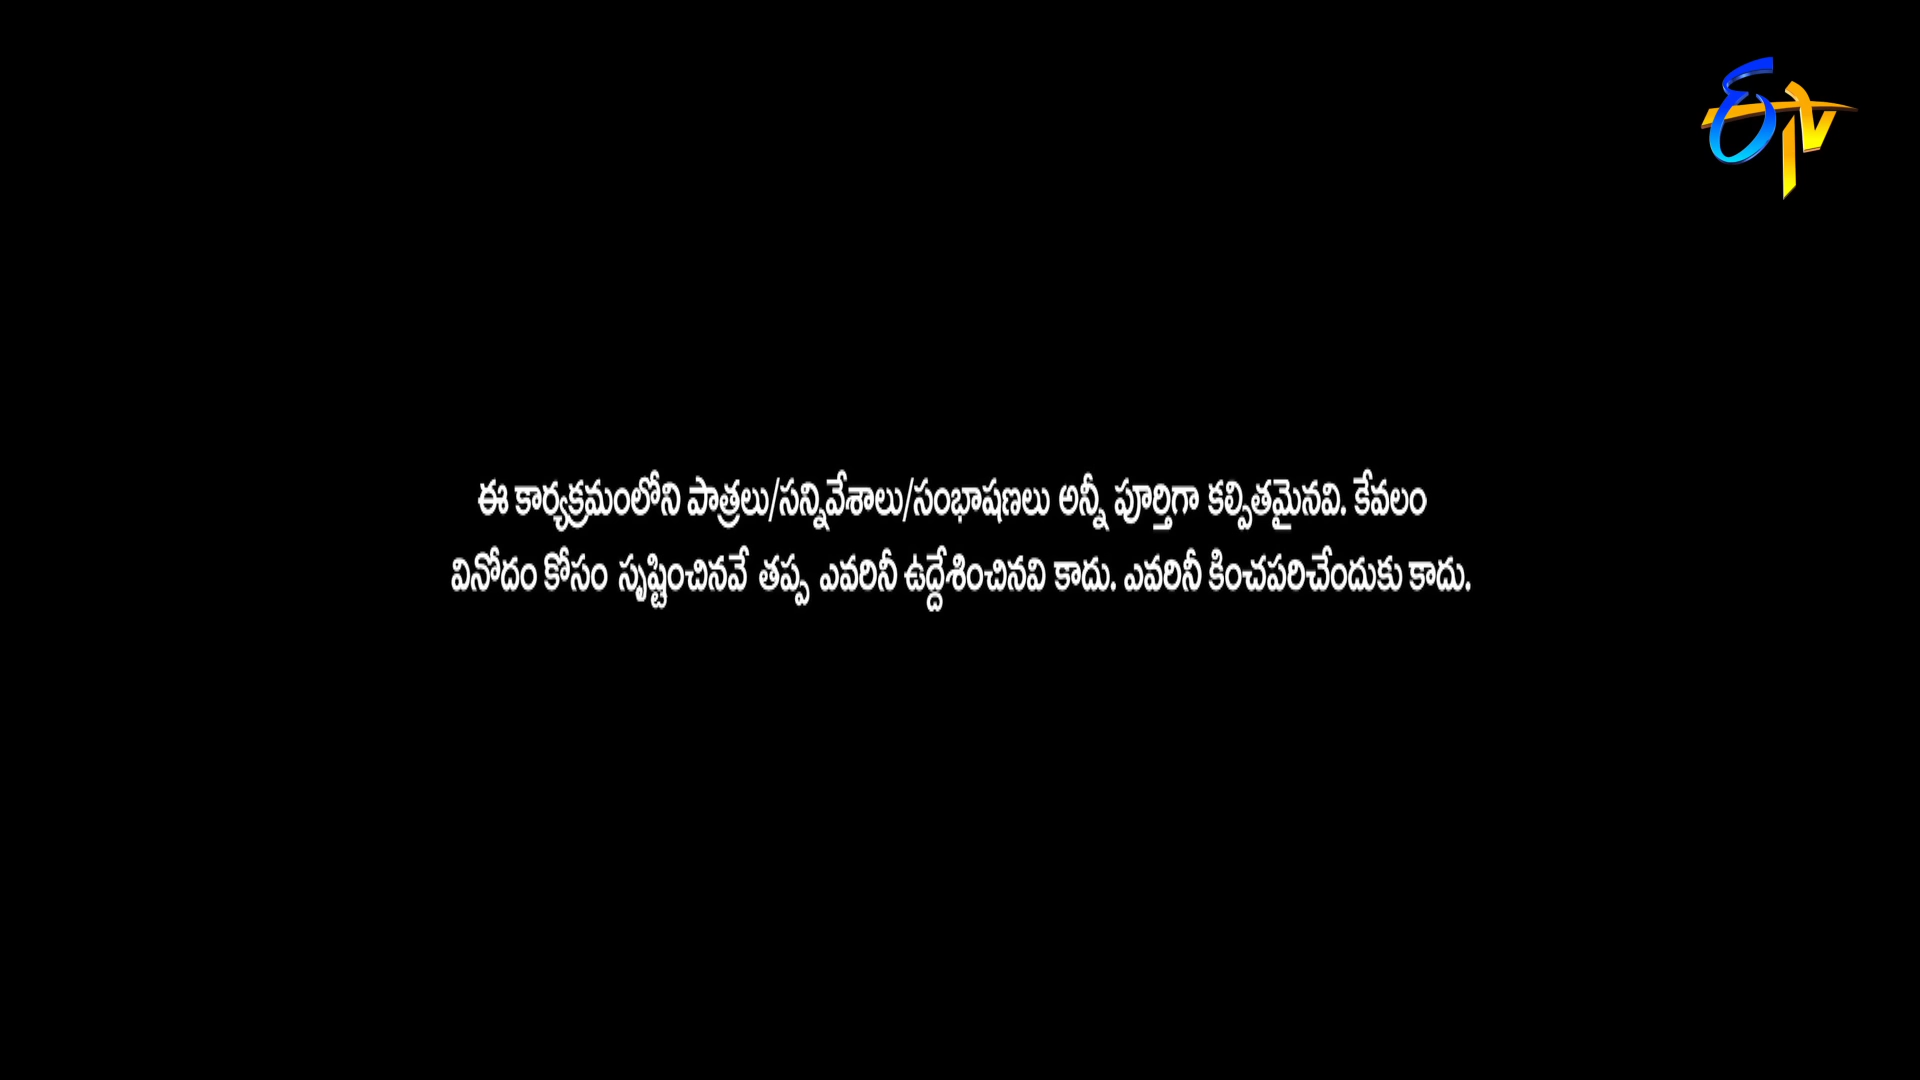 ETV
ఈ కార్యక్రమంలోని పాత్రలు/సన్నివేశాలు/సంభాషణలు అన్నీ పూర్తిగా కల్పితమైనవి. కేవలం
వినోదం కోసం సృష్టించినవే తప్ప ఎవరినీ ఉద్దేశించినవి కాదు. ఎవరినీ కించపరిచేందుకు కాదు.